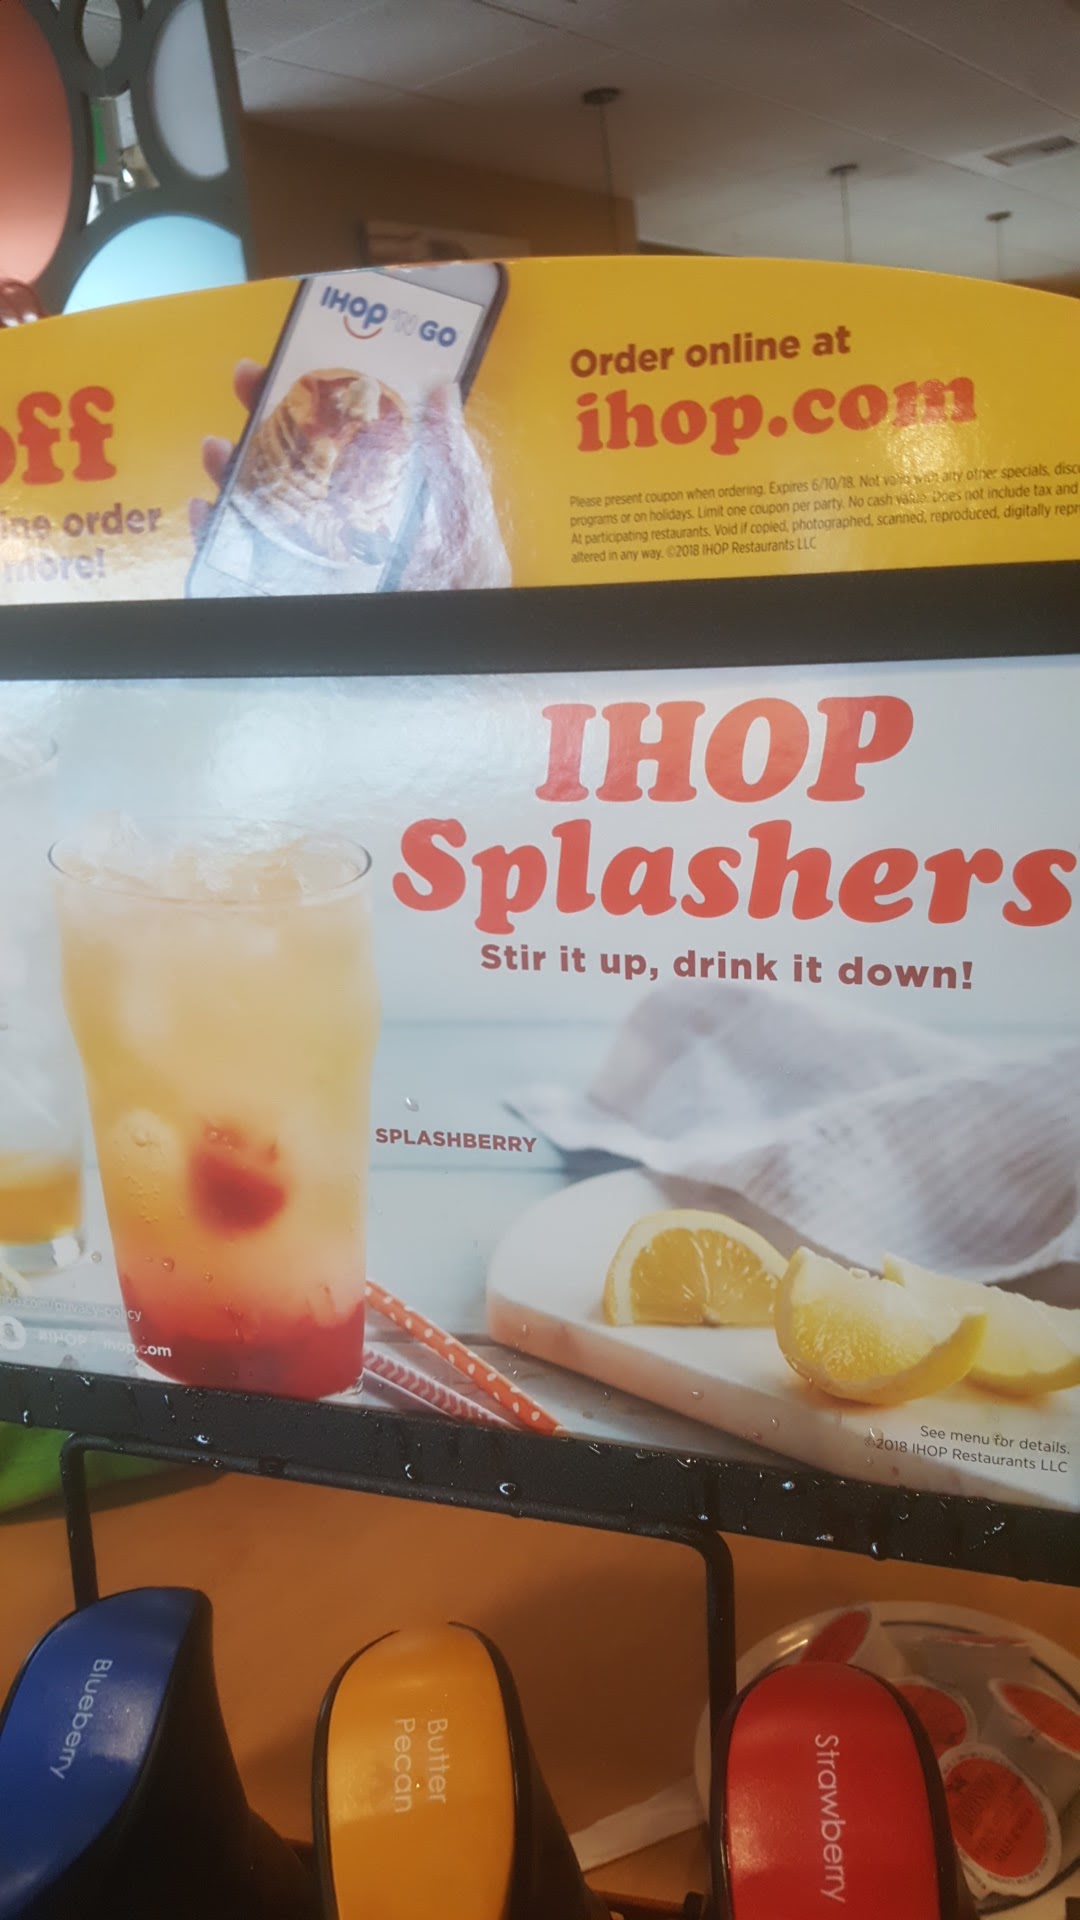 IHOP 'N GO
off
order
more!
Order online at
ihop.com
Please present coupon when ordering. Expires 6/10/18. Not valid with any other specials,
programs or on holidays. Limit one coupon per party. No cash value. Does not include tax and
At participating restaurants. Void if copied, photographed, scanned, reproduced, digitally
altered in any way. ©2018 IHOP Restaurants LLC
IHOP
Splashers
Stir it up, drink it down!
SPLASHBERRY
privacy-policy
#IHOP ihop.com
See menu for details.
©2018 IHOP Restaurants LLC
Blueberry
Butter
Pecan
Strawberry